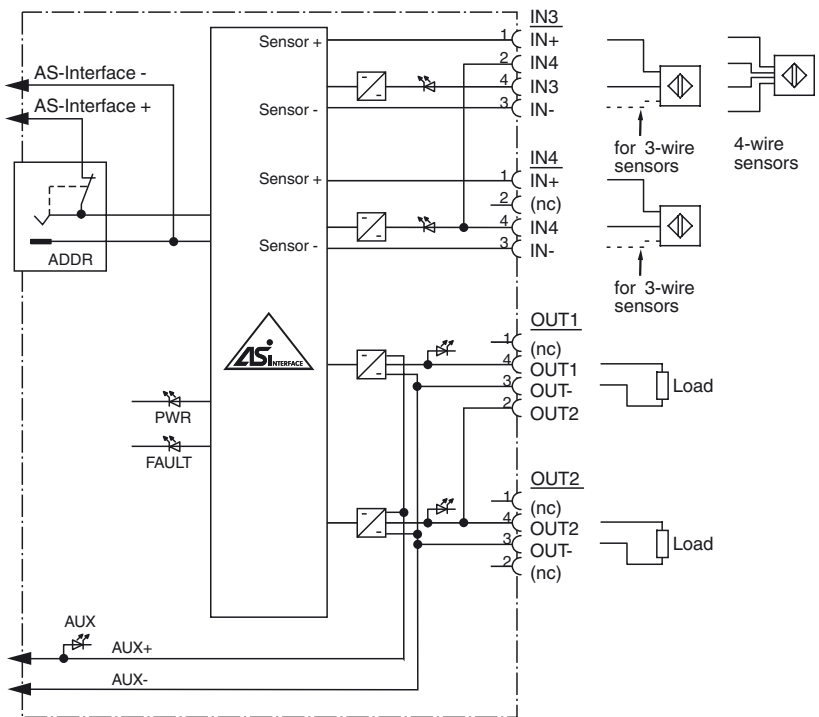 AS-Interface -
AS-Interface +
ADDR
PWR
FAULT
AUX
AUX+
AUX-
Sensor +
Sensor -
Sensor +
Sensor -
ASi INTERFACE
IN3
1 IN+
2 IN4
4 IN3
3 IN-
IN4
1 IN+
2 (nc)
4 IN4
3 IN-
OUT1
1 (nc)
4 OUT1
3 OUT-
2 OUT2
OUT2
1 (nc)
4 OUT2
3 OUT-
2 (nc)
for 3-wire
sensors
4-wire
sensors
for 3-wire
sensors
Load
Load